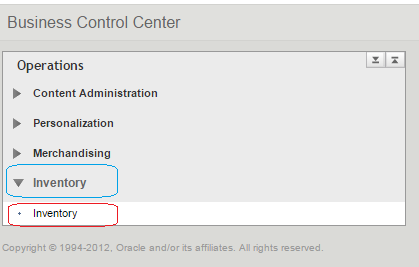 Business Control Center
Operations
Content Administration
Personalization
Merchandising
Inventory
Inventory
Copyright © 1994-2012, Oracle and/or its affiliates. All rights reserved.